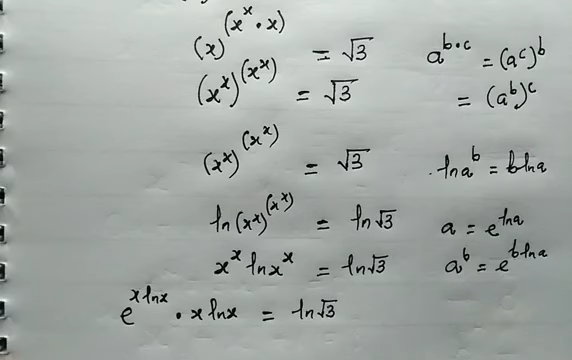 (x)^(x^x · x) = √3
a^{b·c} = (a^c)^b
(x^x)^(x^x) = √3
= (a^b)^c
(x^x)^(x^x) = √3
· ln a^b = b ln a
ln (x^x)^(x^x) = ln √3
a = e^{ln a}
x^x ln x^x = ln √3
a^b = e^{b ln a}
e^{x ln x} · x ln x = ln √3